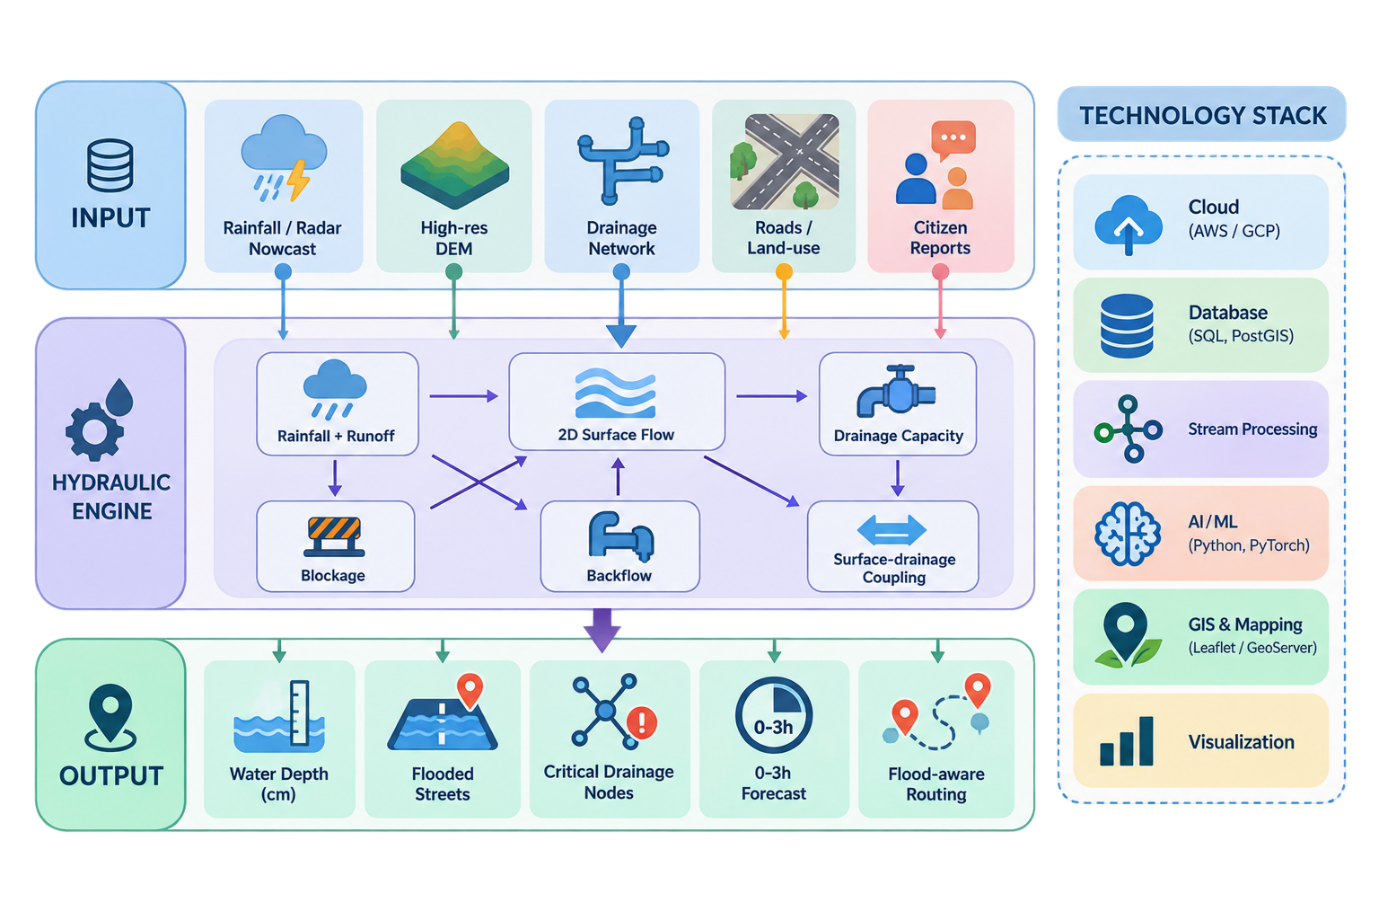 INPUT
Rainfall / Radar
Nowcast
High-res
DEM
Drainage
Network
Roads /
Land-use
Citizen
Reports
HYDRAULIC
ENGINE
Rainfall + Runoff
2D Surface Flow
Drainage Capacity
Blockage
Backflow
Surface-drainage
Coupling
OUTPUT
Water Depth
(cm)
Flooded
Streets
Critical Drainage
Nodes
0-3h
0-3h
Forecast
Flood-aware
Routing
TECHNOLOGY STACK
Cloud
(AWS / GCP)
Database
(SQL, PostGIS)
Stream Processing
AI / ML
(Python, PyTorch)
GIS & Mapping
(Leaflet / GeoServer)
Visualization